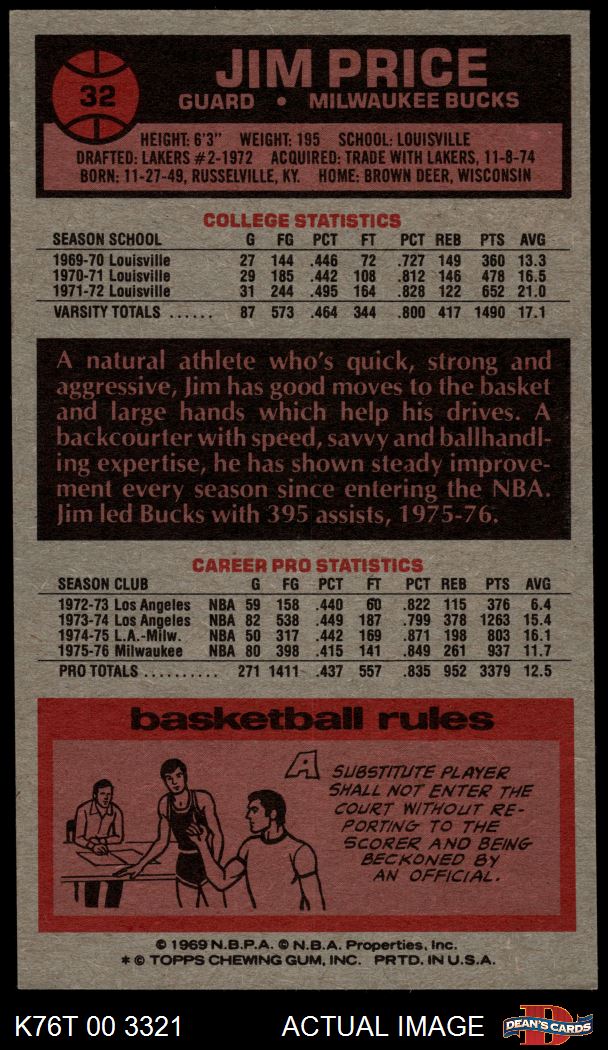 32
JIM PRICE
GUARD • MILWAUKEE BUCKS
HEIGHT: 6'3" WEIGHT: 195 SCHOOL: LOUISVILLE
DRAFTED: LAKERS #2-1972 ACQUIRED: TRADE WITH LAKERS, 11-8-74
BORN: 11-27-49, RUSSELVILLE, KY. HOME: BROWN DEER, WISCONSIN
COLLEGE STATISTICS
SEASON SCHOOL G FG PCT FT PCT REB PTS AVG
1969-70 Louisville 27 144 .446 72 .727 149 360 13.3
1970-71 Louisville 29 185 .442 108 .812 146 478 16.5
1971-72 Louisville 31 244 .495 164 .828 122 652 21.0
VARSITY TOTALS ...... 87 573 .464 344 .800 417 1490 17.1
A natural athlete who's quick, strong and
aggressive, Jim has good moves to the basket
and large hands which help his drives. A
backcourter with speed, savvy and ballhandl-
ing expertise, he has shown steady improve-
ment every season since entering the NBA.
Jim led Bucks with 395 assists, 1975-76.
CAREER PRO STATISTICS
SEASON CLUB G FG PCT FT PCT REB PTS AVG
1972-73 Los Angeles NBA 59 158 .440 60 .822 115 376 6.4
1973-74 Los Angeles NBA 82 538 .449 187 .799 378 1263 15.4
1974-75 L.A.-Milw. NBA 50 317 .442 169 .871 198 803 16.1
1975-76 Milwaukee NBA 80 398 .415 141 .849 261 937 11.7
PRO TOTALS .......... 271 1411 .437 557 .835 952 3379 12.5
basketball rules
A SUBSTITUTE PLAYER
SHALL NOT ENTER THE
COURT WITHOUT RE-
PORTING TO THE
SCORER AND BEING
BECKONED BY
AN OFFICIAL.
© 1969 N.B.P.A. © N.B.A. Properties, Inc.
* © TOPPS CHEWING GUM, INC. PRTD. IN U.S.A.
K76T 00 3321 ACTUAL IMAGE
D
DEAN'S CARDS